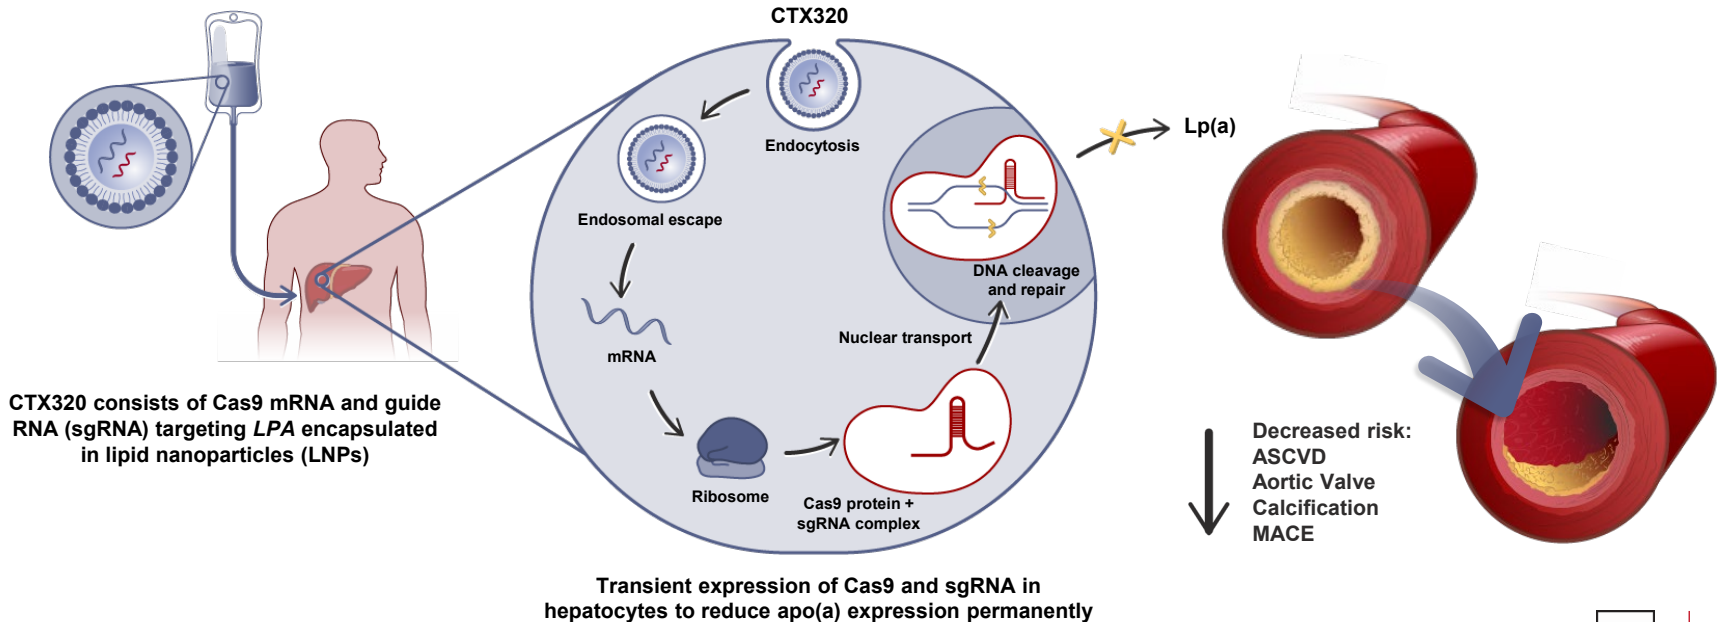 CTX320
Endocytosis
Endosomal escape
mRNA
Ribosome
Cas9 protein +
sgRNA complex
Nuclear transport
DNA cleavage
and repair
Lp(a)
CTX320 consists of Cas9 mRNA and guide
RNA (sgRNA) targeting LPA encapsulated
in lipid nanoparticles (LNPs)
Decreased risk:
ASCVD
Aortic Valve
Calcification
MACE
Transient expression of Cas9 and sgRNA in
hepatocytes to reduce apo(a) expression permanently